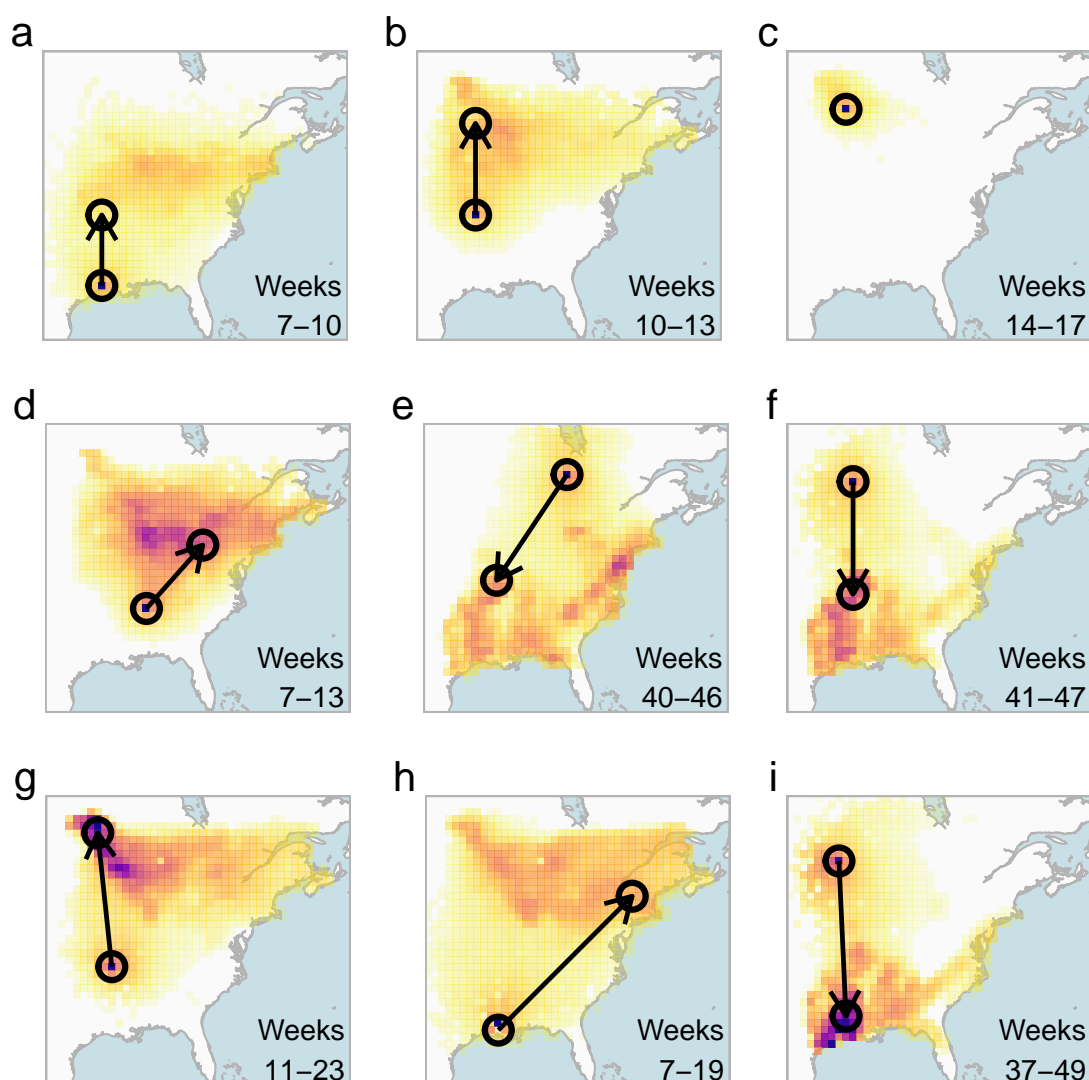 a
Weeks
7–10
b
Weeks
10–13
c
Weeks
14–17
d
Weeks
7–13
e
Weeks
40–46
f
Weeks
41–47
g
Weeks
11–23
h
Weeks
7–19
i
Weeks
37–49